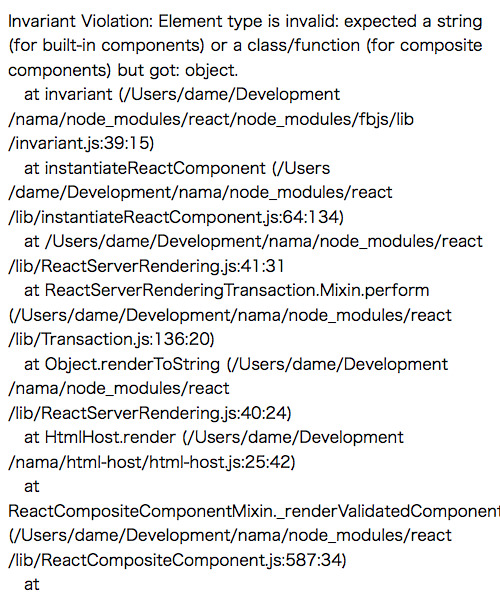 Invariant Violation: Element type is invalid: expected a string
(for built-in components) or a class/function (for composite
components) but got: object.
at invariant (/Users/dame/Development
/nama/node_modules/react/node_modules/fbjs/lib
/invariant.js:39:15)
at instantiateReactComponent (/Users
/dame/Development/nama/node_modules/react
/lib/instantiateReactComponent.js:64:134)
at /Users/dame/Development/nama/node_modules/react
/lib/ReactServerRendering.js:41:31
at ReactServerRenderingTransaction.Mixin.perform
(/Users/dame/Development/nama/node_modules/react
/lib/Transaction.js:136:20)
at Object.renderToString (/Users/dame/Development
/nama/node_modules/react
/lib/ReactServerRendering.js:40:24)
at HtmlHost.render (/Users/dame/Development
/nama/html-host/html-host.js:25:42)
at
ReactCompositeComponentMixin._renderValidatedComponent
(/Users/dame/Development/nama/node_modules/react
/lib/ReactCompositeComponent.js:587:34)
at